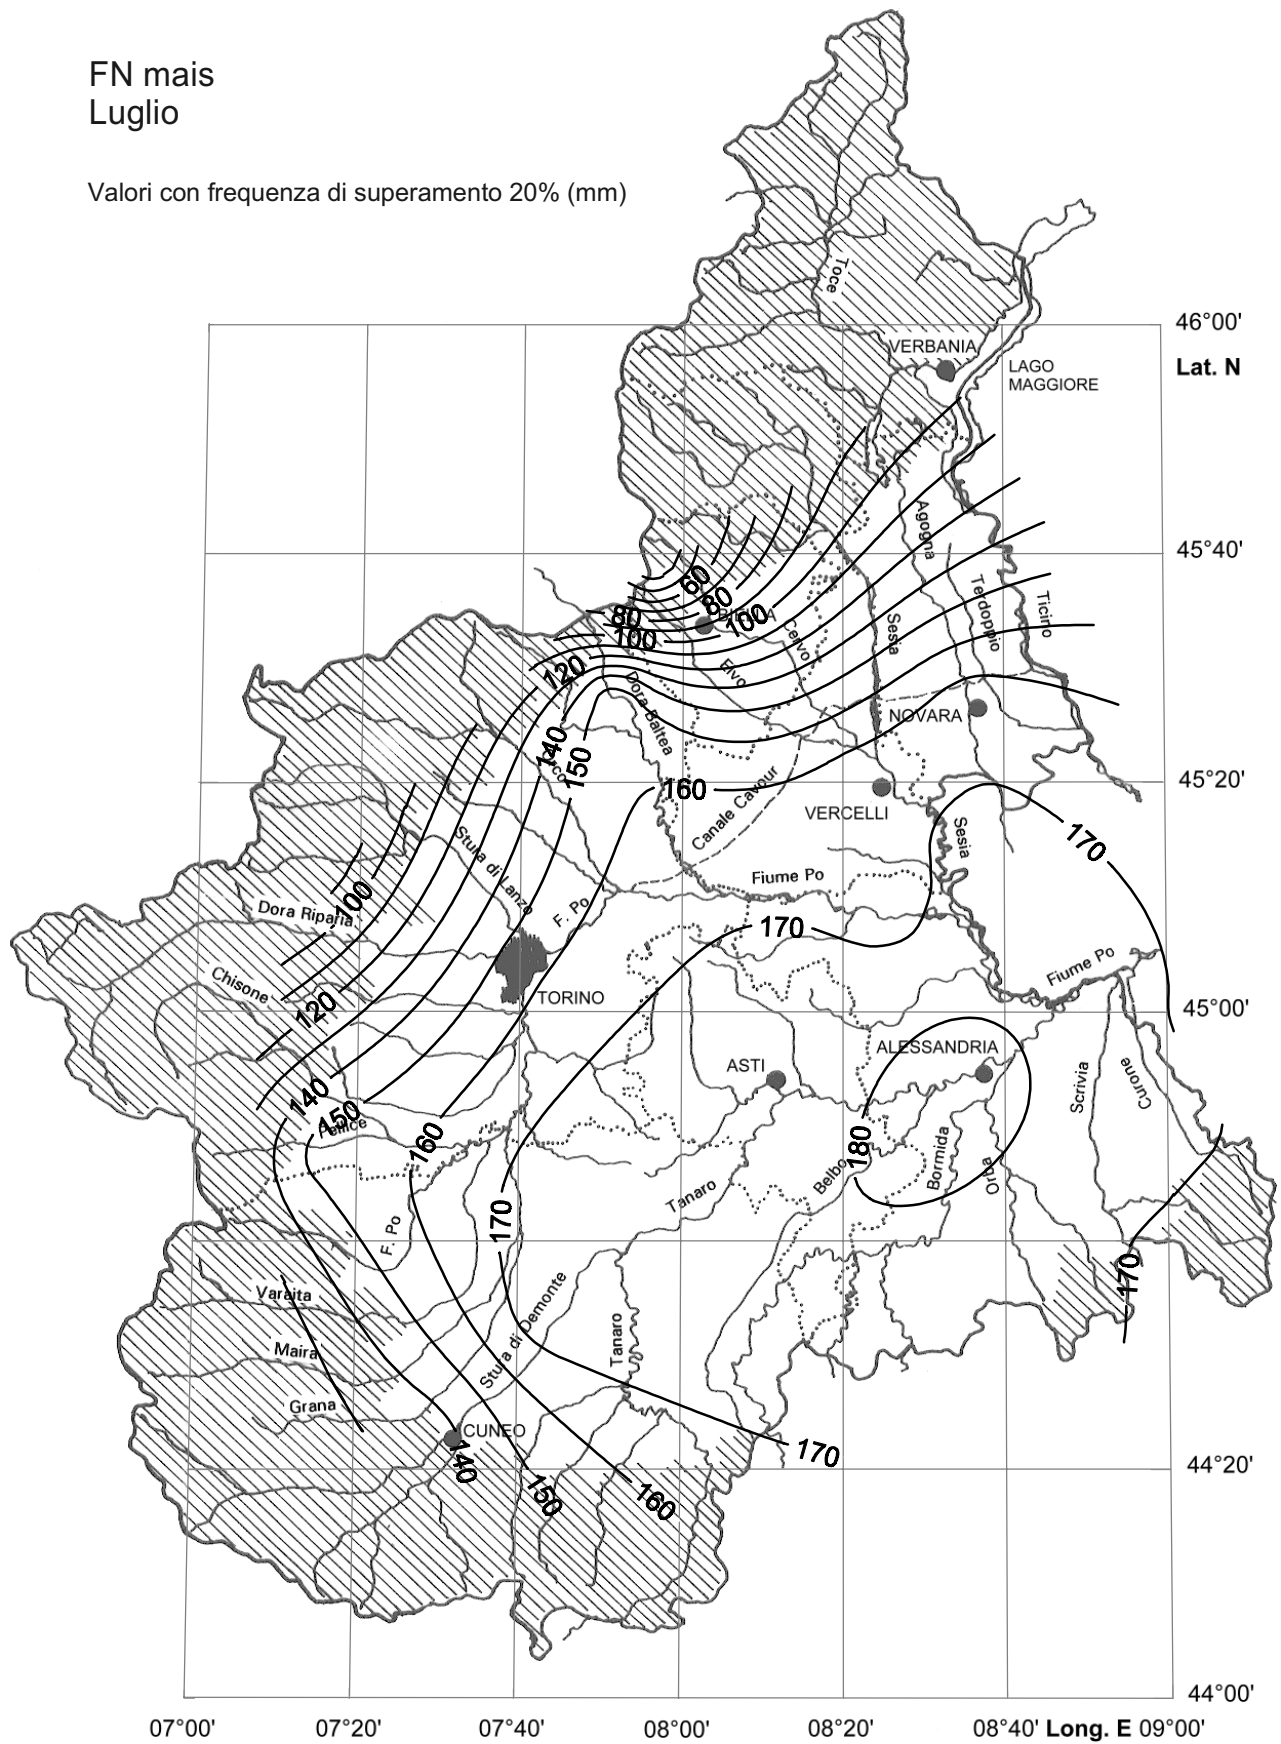 FN mais
Luglio
Valori con frequenza di superamento 20% (mm)
Toce
46°00'
VERBANIA
Lat. N
LAGO
MAGGIORE
Agogna
45°40'
60
80
80
BIELLA
100
100
Cervo
Sesia
Terdoppio
Ticino
120
Elvo
Dora Baltea
NOVARA
140
150
160
45°20'
Canale Cavour
VERCELLI
Sesia
170
Stura di Lanzo
Fiume Po
100
Dora Riparia
F. Po
170
Chisone
Fiume Po
TORINO
120
45°00'
ALESSANDRIA
ASTI
Scrivia
Curone
140
150
Pellice
160
180
Belbo
Bormida
Orba
Tanaro
170
F. Po
170
Varaita
Stura di Demonte
Tanaro
Maira
Grana
CUNEO
140
170
44°20'
150
160
44°00'
07°00'
07°20'
07°40'
08°00'
08°20'
08°40'
Long. E
09°00'